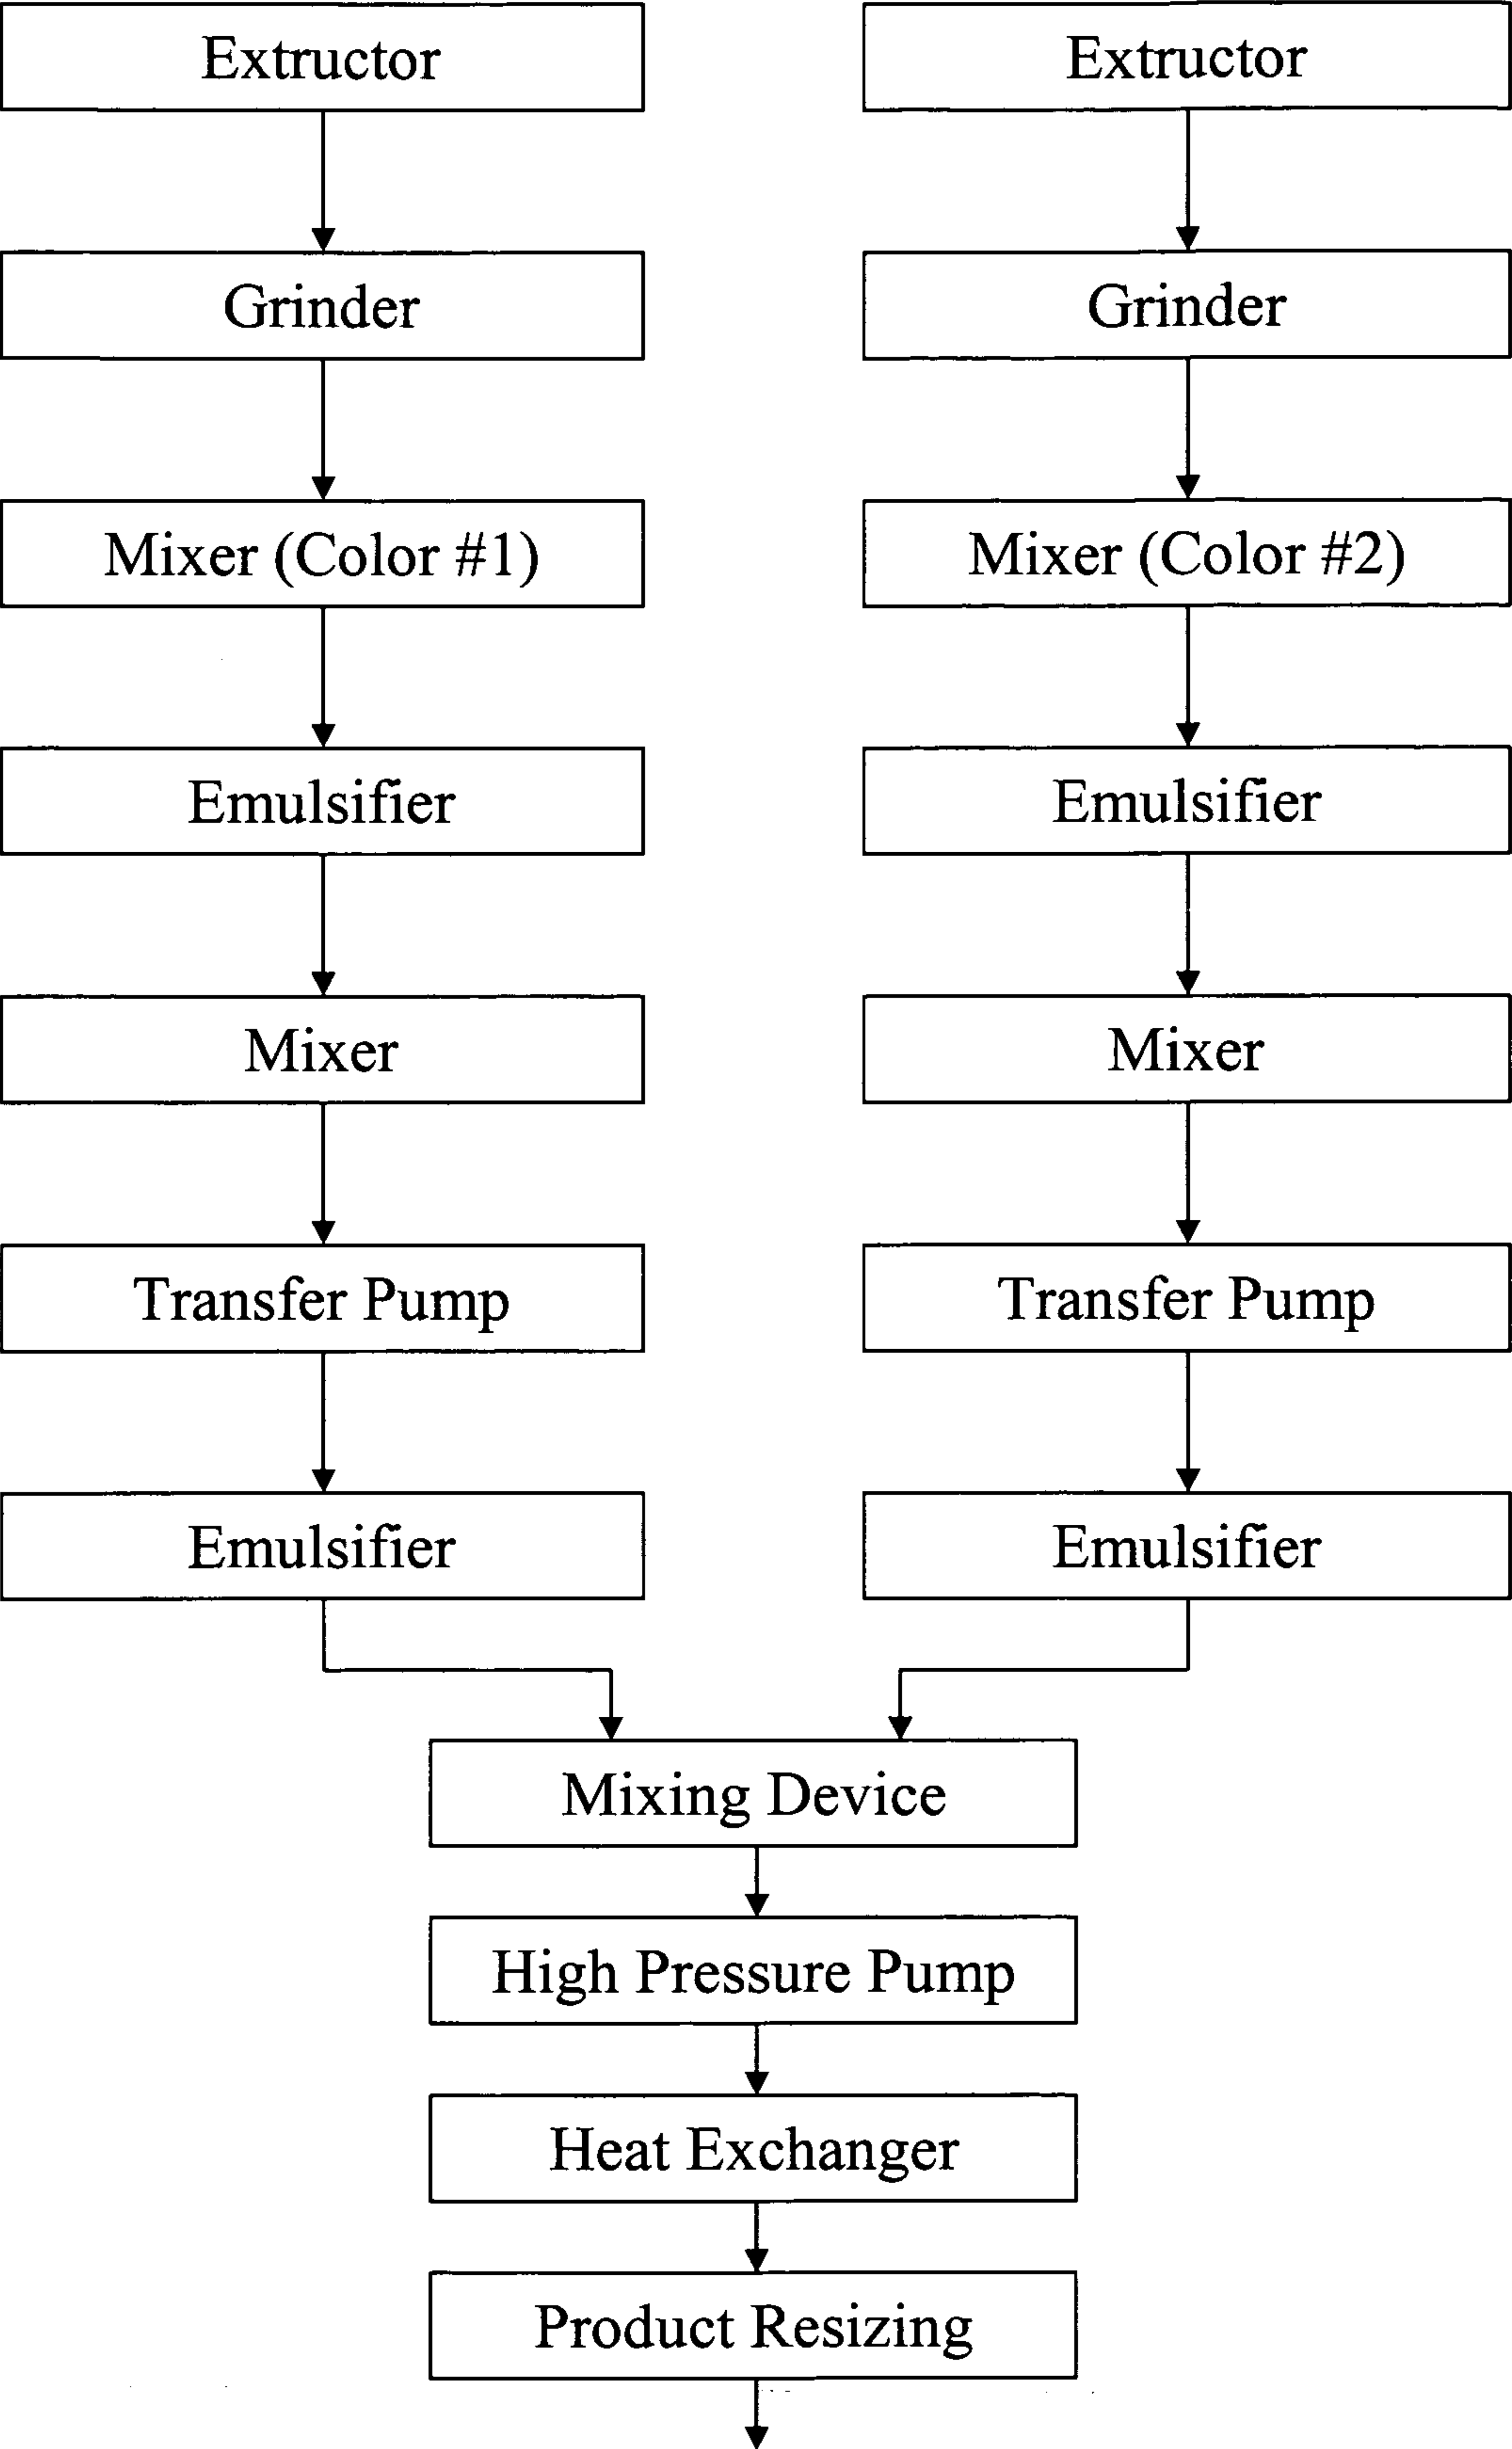 Extructor
Grinder
Mixer (Color #1)
Emulsifier
Mixer
Transfer Pump
Emulsifier
Extructor
Grinder
Mixer (Color #2)
Emulsifier
Mixer
Transfer Pump
Emulsifier
Mixing Device
High Pressure Pump
Heat Exchanger
Product Resizing